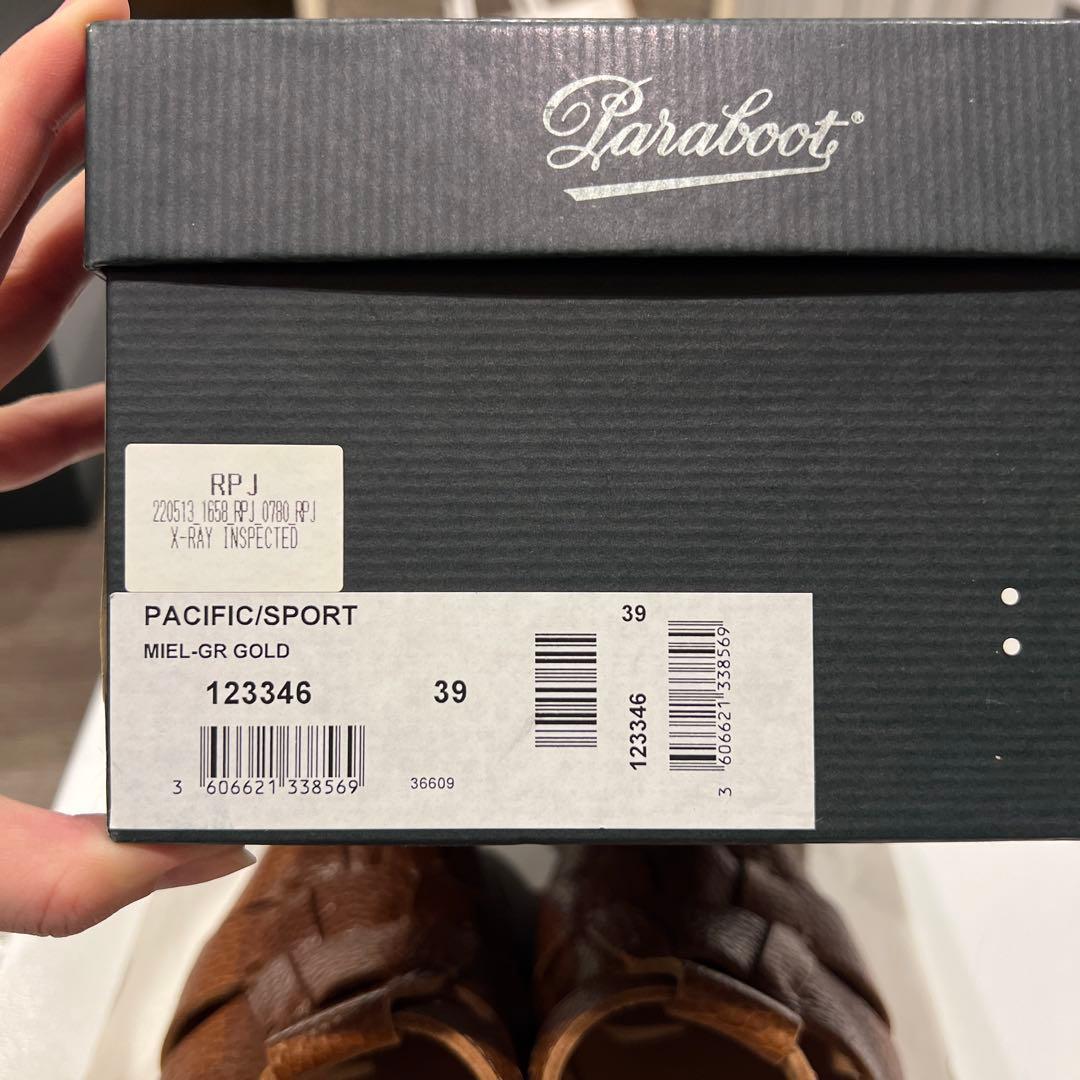 Paraboot®
RPJ
220513_1658_RPJ_0780_RPJ
X-RAY INSPECTED
PACIFIC/SPORT
MIEL-GR GOLD
123346 39
3 606621 338569
36609
39
123346
3 606621 338569